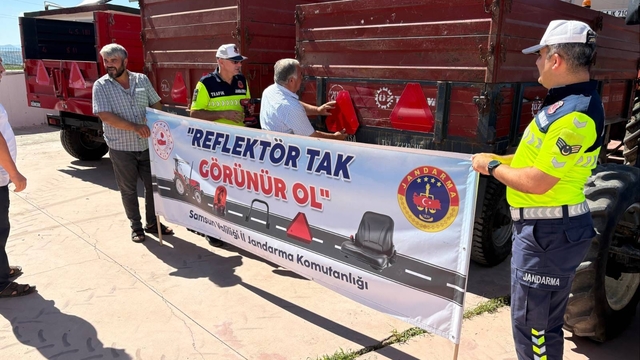 "REFLEKTÖR TAK
GÖRÜNÜR OL"
Samsun Valiliği İl Jandarma Komutanlığı
JANDARMA
TRAFİK
JANDARMA